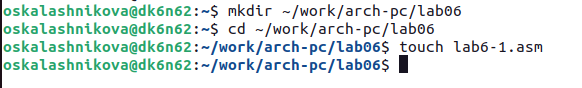 oskalashnikova@dk6n62:~$ mkdir ~/work/arch-pc/lab06
oskalashnikova@dk6n62:~$ cd ~/work/arch-pc/lab06
oskalashnikova@dk6n62:~/work/arch-pc/lab06$ touch lab6-1.asm
oskalashnikova@dk6n62:~/work/arch-pc/lab06$